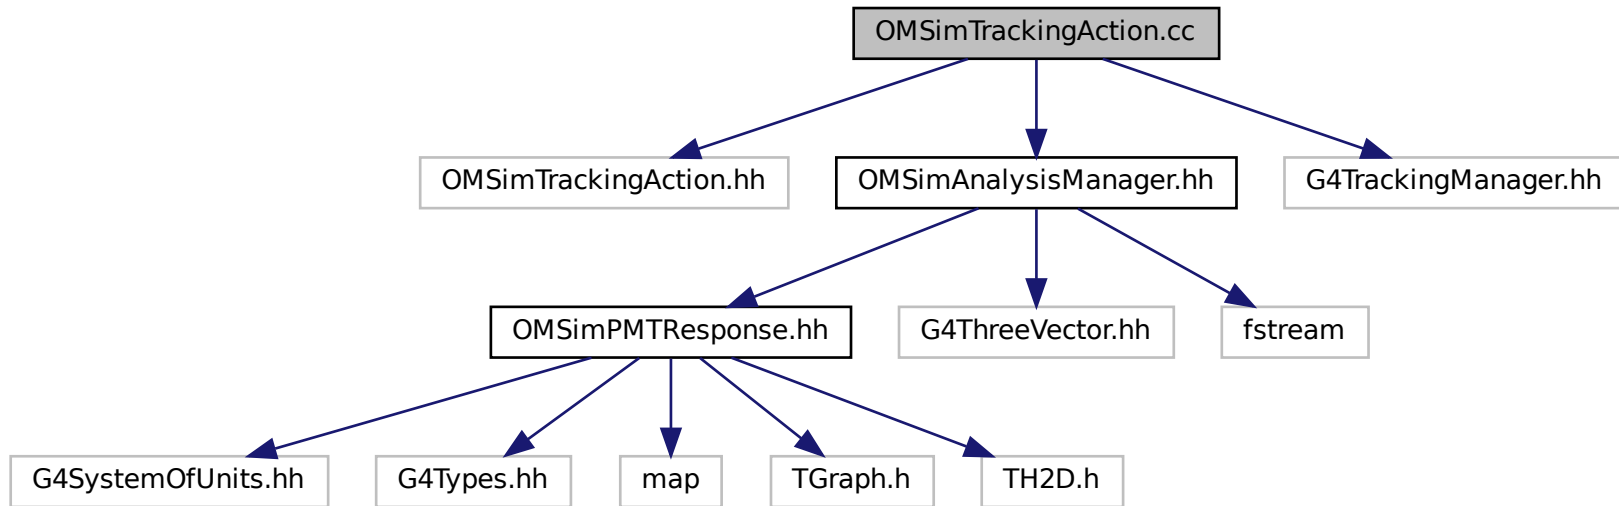 OMSimTrackingAction.cc
OMSimTrackingAction.hh
OMSimAnalysisManager.hh
G4TrackingManager.hh
OMSimPMTResponse.hh
G4ThreeVector.hh
fstream
G4SystemOfUnits.hh
G4Types.hh
map
TGraph.h
TH2D.h